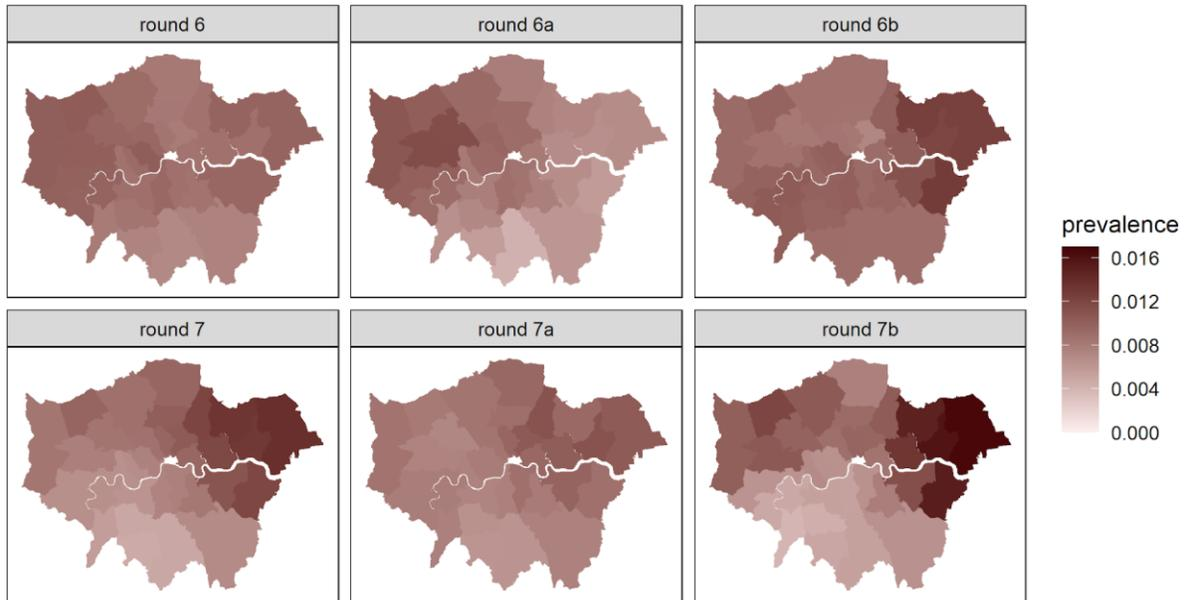 round 6
round 6a
round 6b
prevalence
0.016
0.012
0.008
0.004
0.000
round 7
round 7a
round 7b